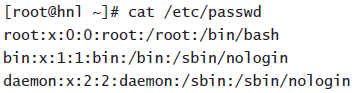 [root@hnl ~]# cat /etc/passwd
root:x:0:0:root:/root:/bin/bash
bin:x:1:1:bin:/bin:/sbin/nologin
daemon:x:2:2:daemon:/sbin:/sbin/nologin